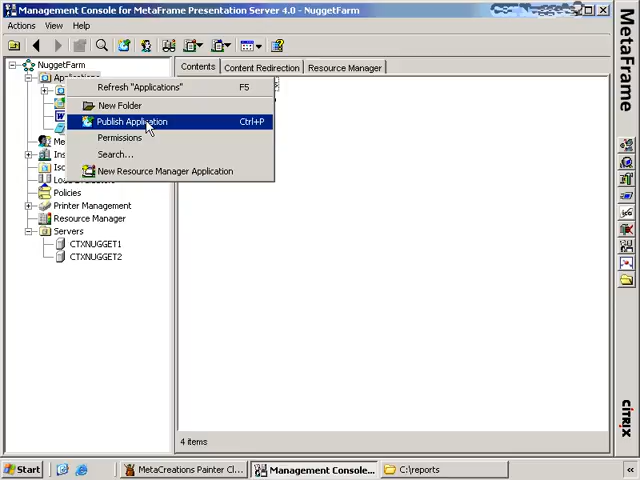 Management Console for MetaFrame Presentation Server 4.0 - NuggetFarm
Actions View Help
NuggetFarm
Applications
Refresh "Applications" F5
New Folder
Publish Application Ctrl+P
Permissions
Search...
New Resource Manager Application
Policies
Printer Management
Resource Manager
Servers
CTXNUGGET1
CTXNUGGET2
Contents
Content Redirection
Resource Manager
4 items
MetaFrame
CITRIX
Start
MetaCreations Painter Cl...
Management Console...
C:\reports